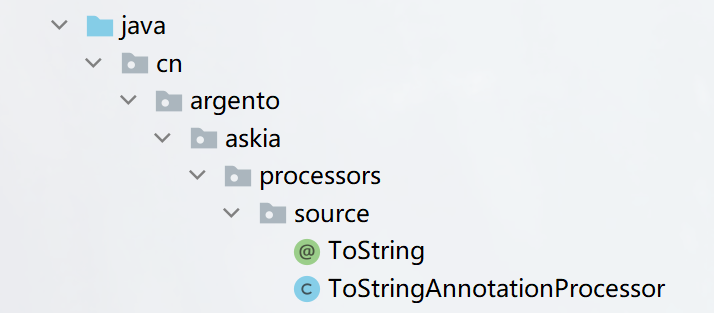 java
cn
argento
askia
processors
source
@ ToString
C ToStringAnnotationProcessor